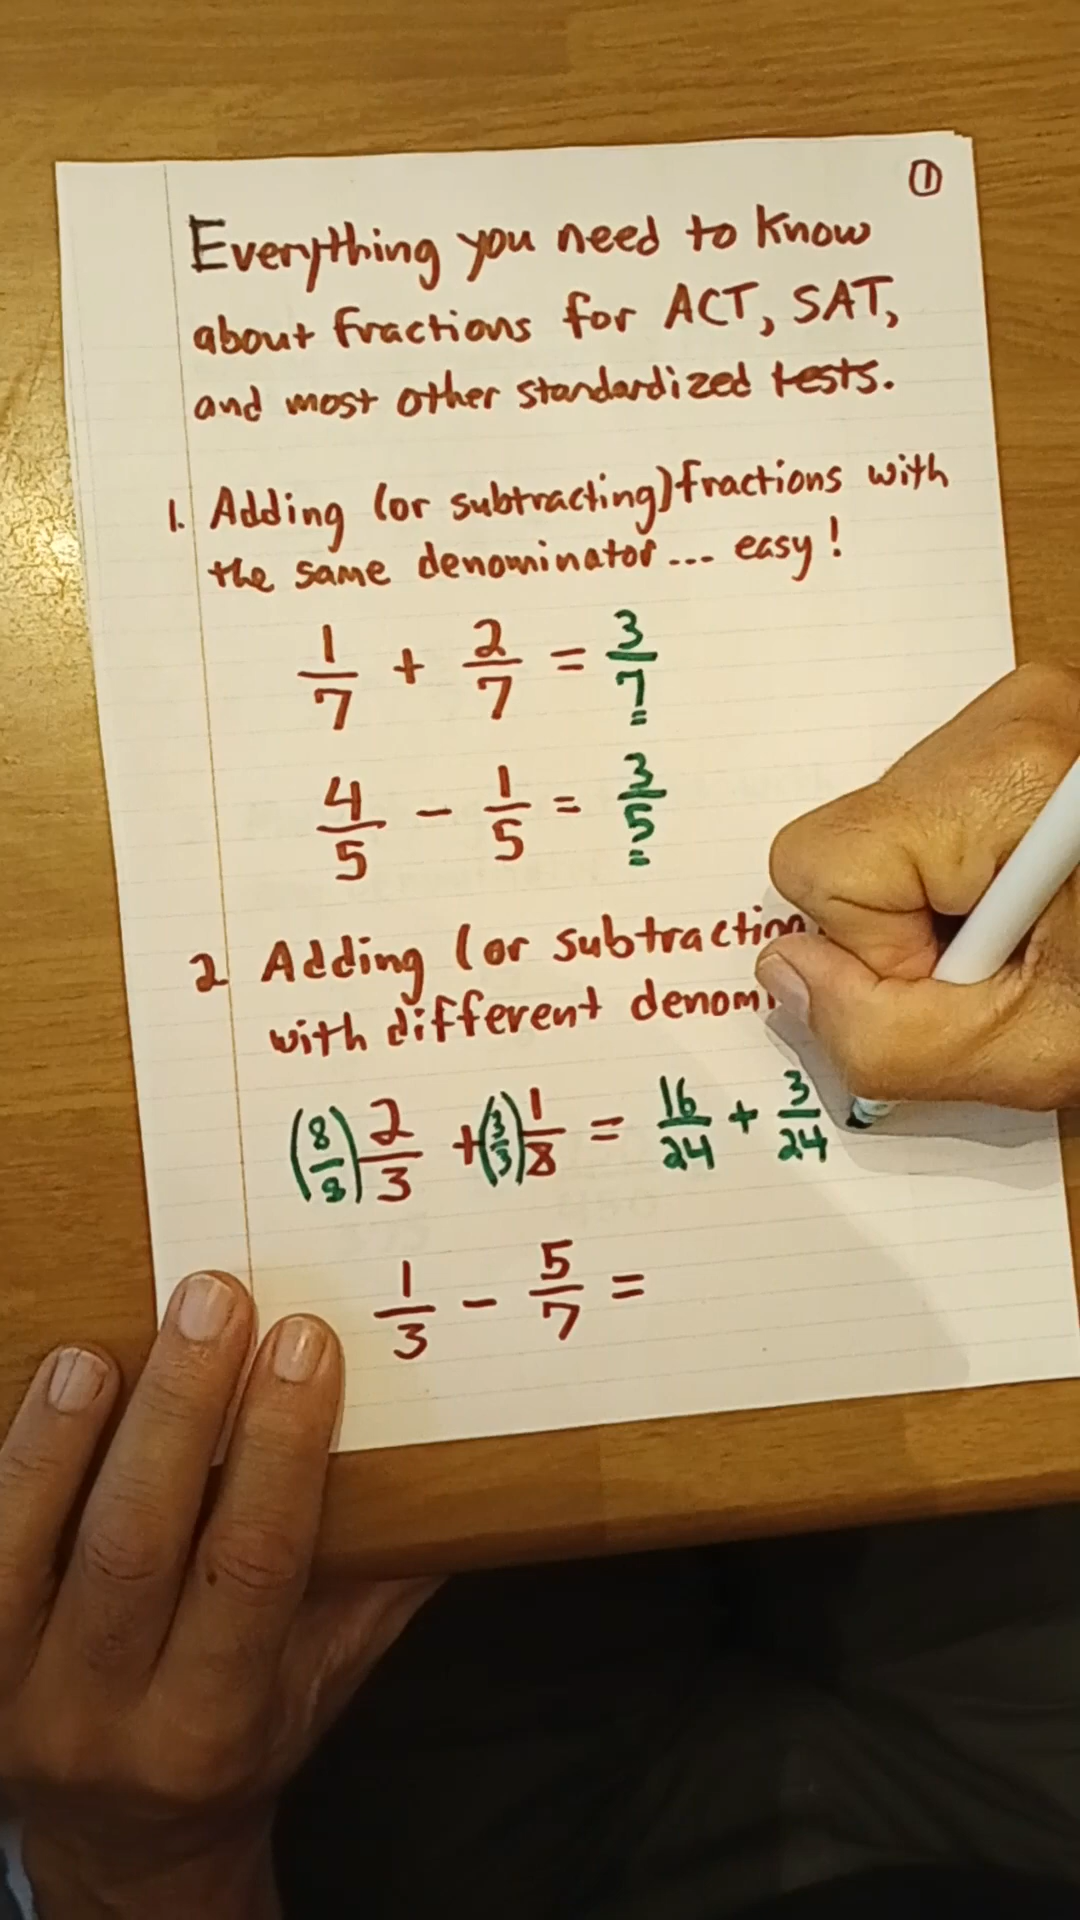 ①
Everything you need to know
about fractions for ACT, SAT,
and most other standardized tests.
1. Adding (or subtracting) fractions with
the same denominator... easy!
1/7 + 2/7 = 3/7
4/5 - 1/5 = 3/5
2 Adding (or subtraction
with different denomi
(8/8) 2/3 + (3/3) 1/8 = 16/24 + 3/24
1/3 - 5/7 =